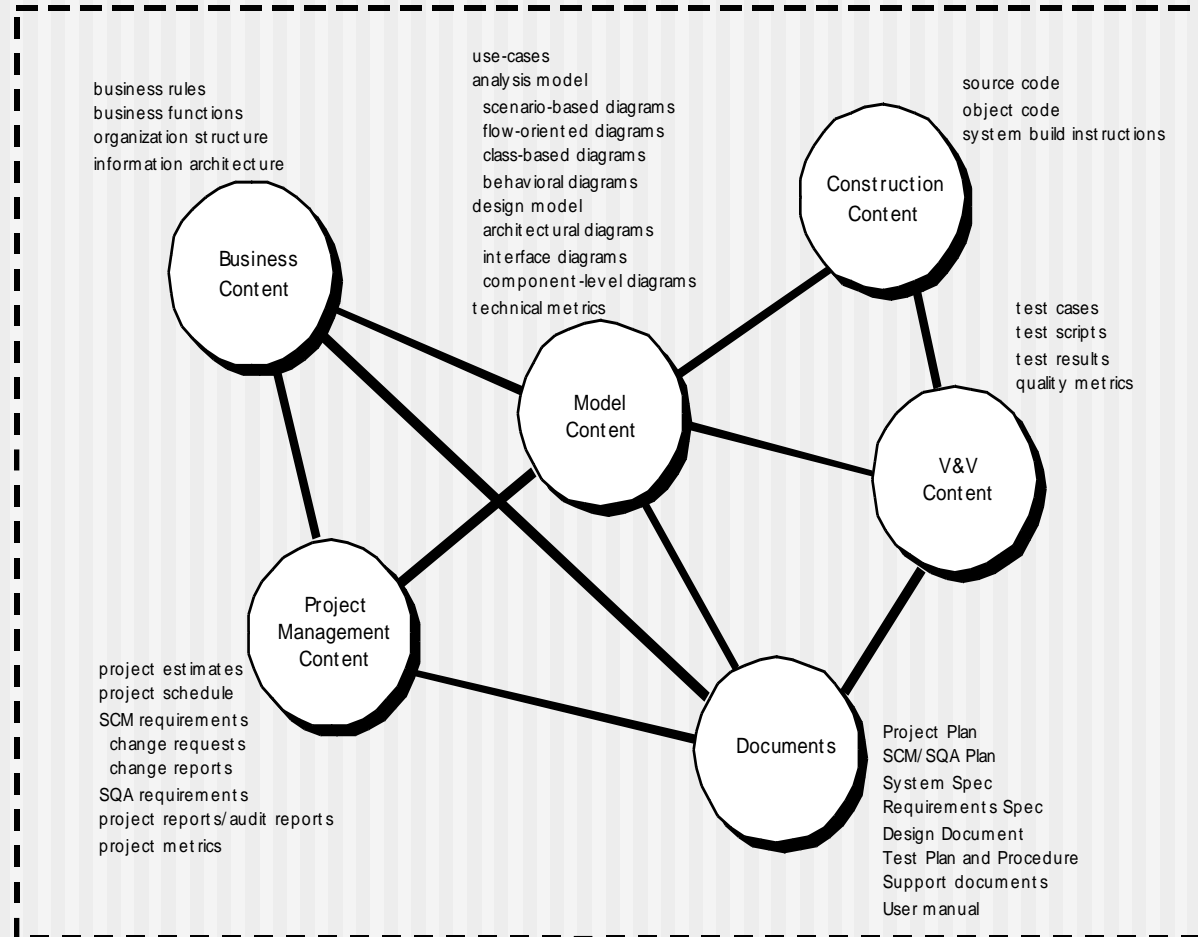 business rules
business functions
organization structure
information architecture
Business
Content
use-cases
analysis model
scenario-based diagrams
flow-oriented diagrams
class-based diagrams
behavioral diagrams
design model
architectural diagrams
interface diagrams
component-level diagrams
technical metrics
Model
Content
source code
object code
system build instructions
Construction
Content
test cases
test scripts
test results
quality metrics
V&V
Content
Project
Management
Content
project estimates
project schedule
SCM requirements
change requests
change reports
SQA requirements
project reports/audit reports
project metrics
Documents
Project Plan
SCM/SQA Plan
System Spec
Requirements Spec
Design Document
Test Plan and Procedure
Support documents
User manual